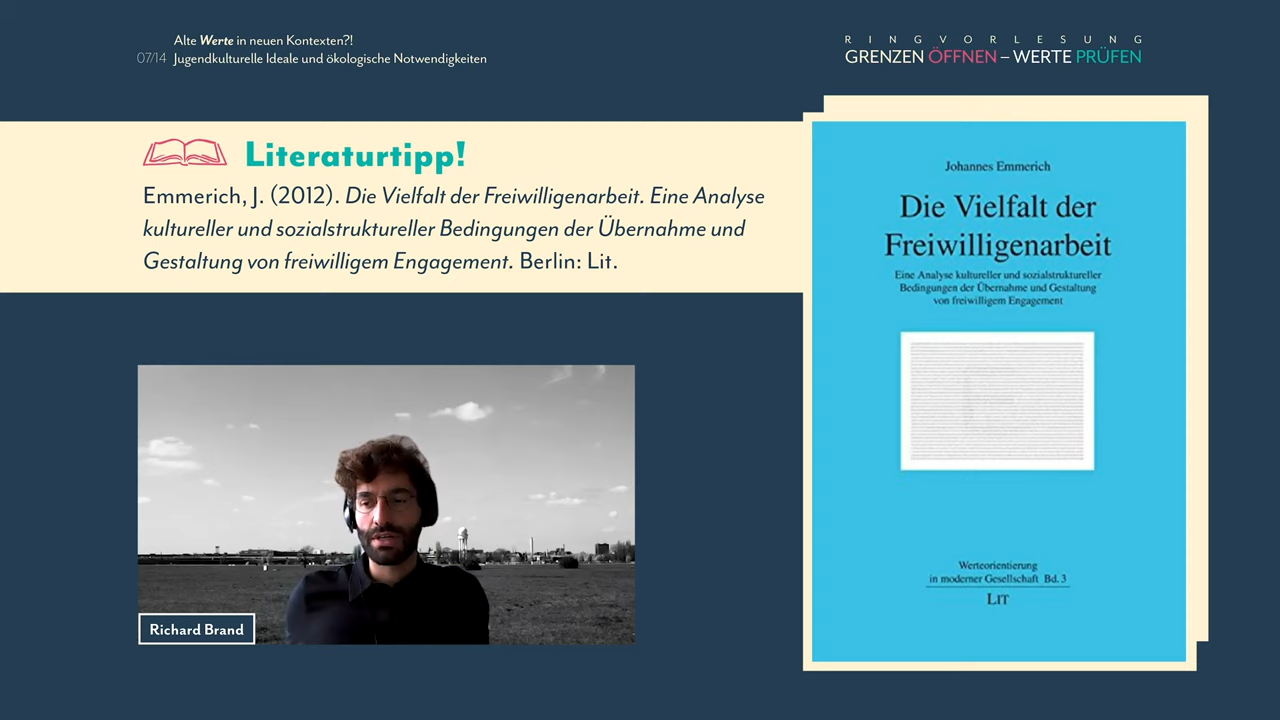 Alte Werte in neuen Kontexten?!
07/14 Jugendkulturelle Ideale und ökologische Notwendigkeiten
RINGVORLESUNG
GRENZEN ÖFFNEN – WERTE PRÜFEN
Literaturtipp!
Emmerich, J. (2012). Die Vielfalt der Freiwilligenarbeit. Eine Analyse
kultureller und sozialstruktureller Bedingungen der Übernahme und
Gestaltung von freiwilligem Engagement. Berlin: Lit.
Johannes Emmerich
Die Vielfalt der
Freiwilligenarbeit
Eine Analyse kultureller und sozialstruktureller
Bedingungen der Übernahme und Gestaltung
von freiwilligem Engagement
Werteorientierung
in moderner Gesellschaft Bd. 3
LIT
Richard Brand